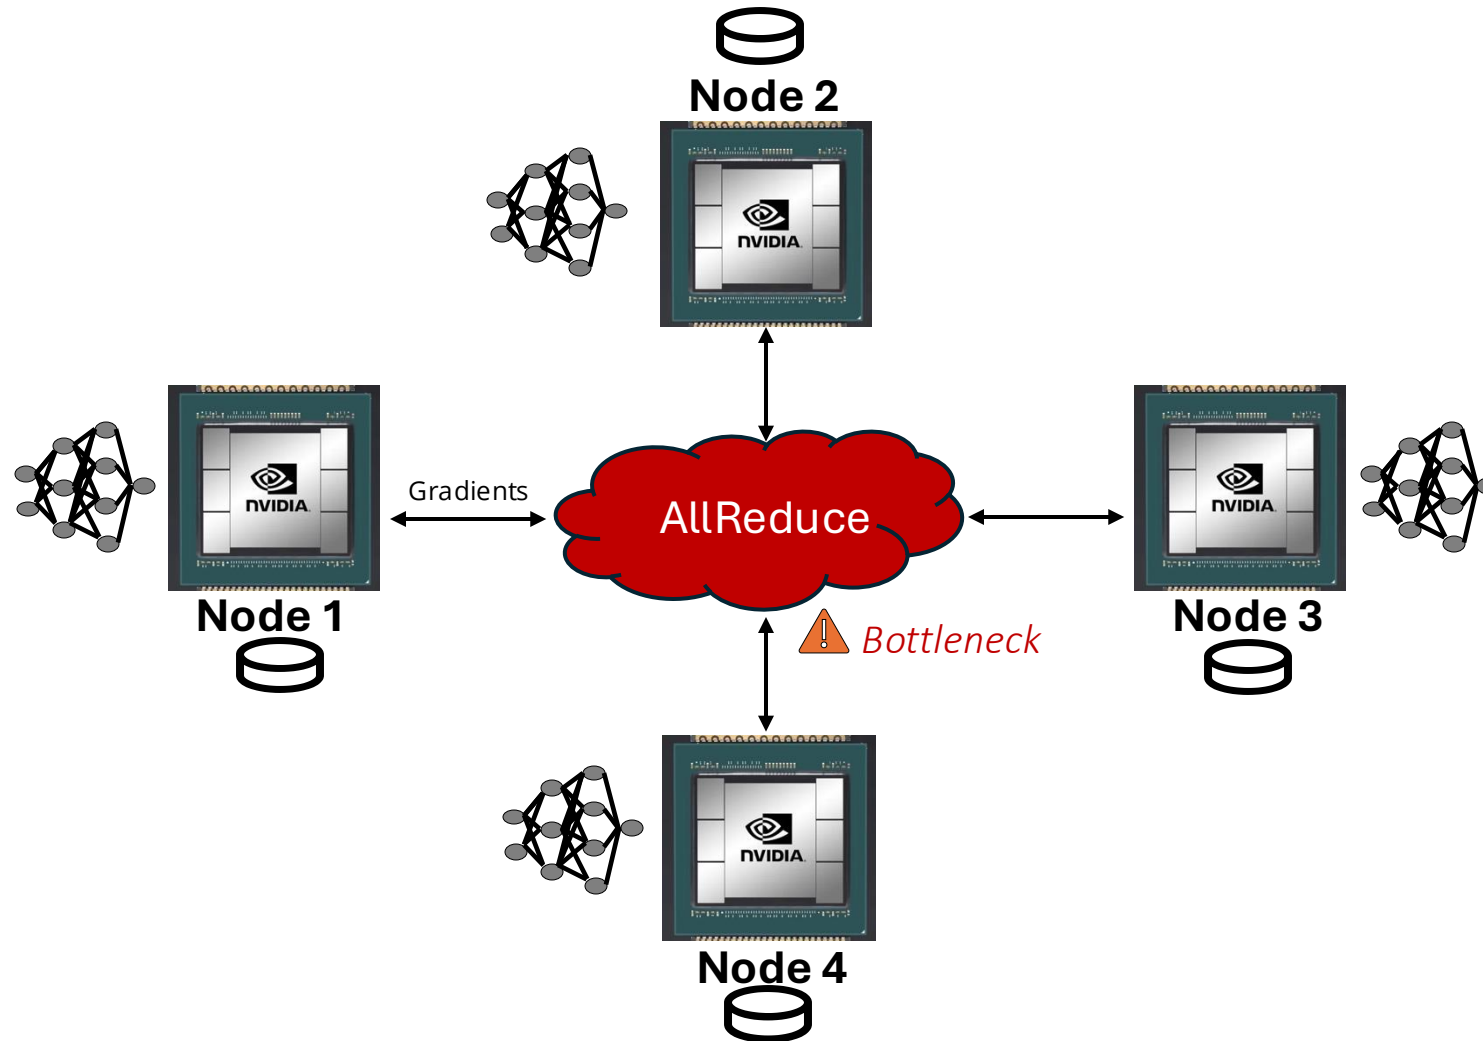 Node 2
NVIDIA.
Gradients
NVIDIA.
Node 1
AllReduce
NVIDIA.
Node 3
Bottleneck
NVIDIA.
Node 4